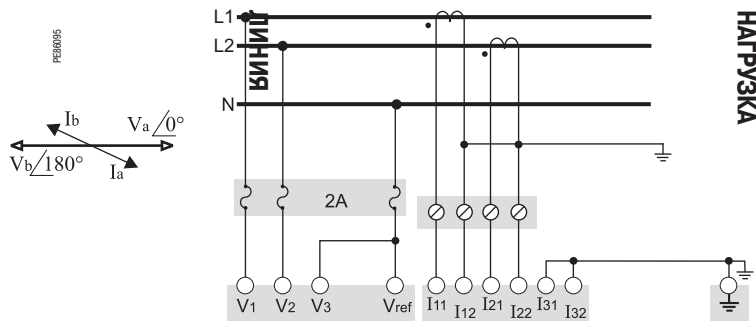 L1
L2
N
ЛИНИЯ
НАГРУЗКА
PE86095
Ib
Va/0°
Vb/180°
Ia
2A
V1 V2 V3 Vref I11 I12 I21 I22 I31 I32